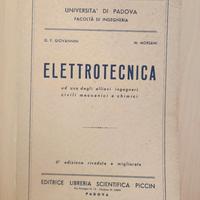 UNIVERSITA' DI PADOVA
FACOLTÀ DI INGEGNERIA
G. F. GIOVANNINI M. MORSANI
ELETTROTECNICA
ad uso degli allievi ingegneri
civili meccanici e chimici
edizione riveduta e migliorata
EDITRICE LIBRERIA SCIENTIFICA PICCIN
PADOVA